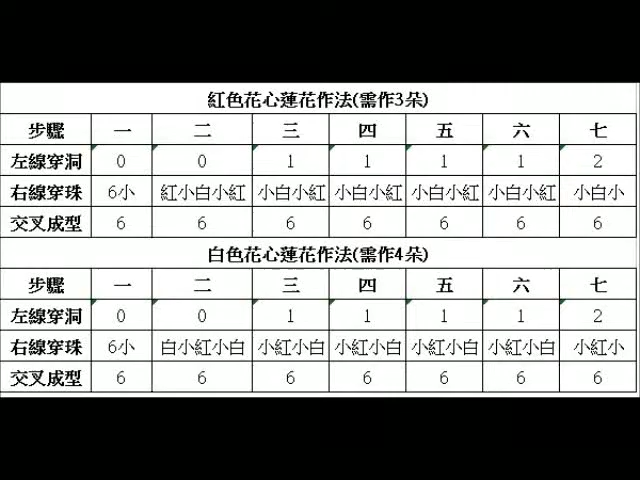 紅色花心蓮花作法(需作3朵)
步驟 一 二 三 四 五 六 七
左線穿洞 0 0 1 1 1 1 2
右線穿珠 6小 紅小白小紅 小白小紅 小白小紅 小白小紅 小白小紅 小白小
交叉成型 6 6 6 6 6 6 6
白色花心蓮花作法(需作4朵)
步驟 一 二 三 四 五 六 七
左線穿洞 0 0 1 1 1 1 2
右線穿珠 6小 白小紅小白 小紅小白 小紅小白 小紅小白 小紅小白 小紅小
交叉成型 6 6 6 6 6 6 6